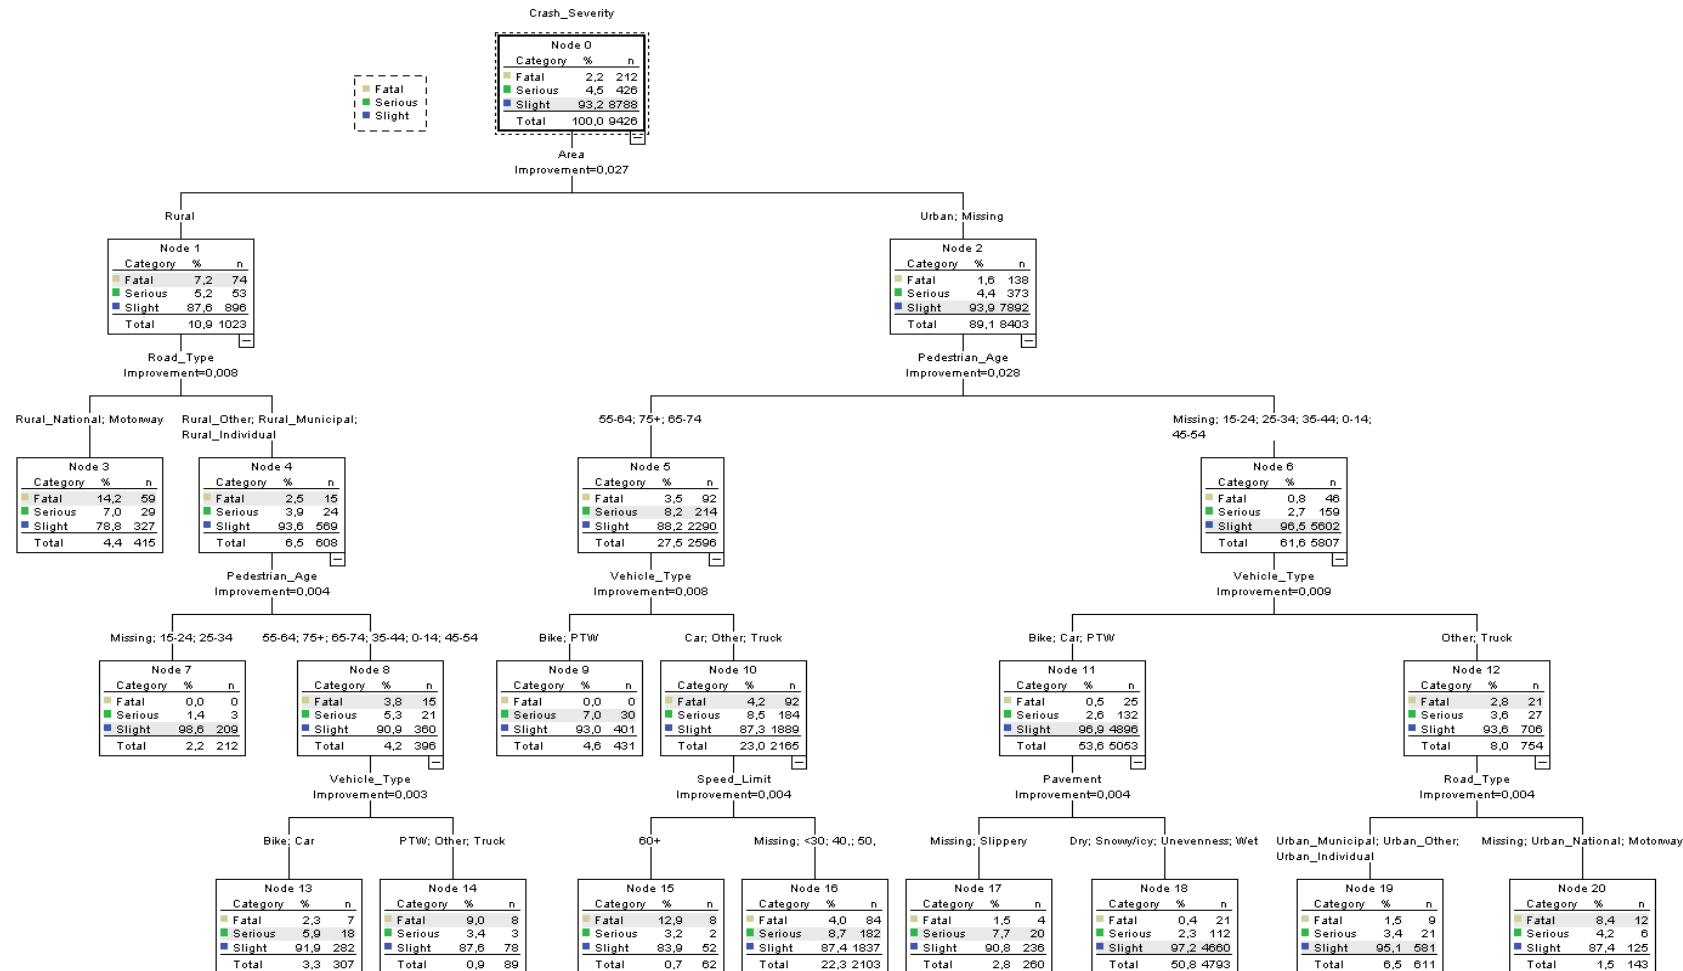 Crash_Severity
Fatal
Serious
Slight
Node 0
Category % n
Fatal 2,2 212
Serious 4,5 426
Slight 93,2 8788
Total 100,0 9426
Area
Improvement=0,027
Rural
Urban; Missing
Node 1
Category % n
Fatal 7,2 74
Serious 5,2 53
Slight 87,6 896
Total 10,9 1023
Node 2
Category % n
Fatal 1,6 138
Serious 4,4 373
Slight 93,9 7892
Total 89,1 8403
Road_Type
Improvement=0,008
Pedestrian_Age
Improvement=0,028
Rural_National; Motorway
Rural_Other; Rural_Municipal;
Rural_Individual
55-64; 75+; 65-74
Missing; 15-24; 25-34; 35-44; 0-14;
45-54
Node 3
Category % n
Fatal 14,2 59
Serious 7,0 29
Slight 78,8 327
Total 4,4 415
Node 4
Category % n
Fatal 2,5 15
Serious 3,9 24
Slight 93,6 569
Total 6,5 608
Node 5
Category % n
Fatal 3,5 92
Serious 8,2 214
Slight 88,2 2290
Total 27,5 2596
Node 6
Category % n
Fatal 0,8 46
Serious 2,7 159
Slight 96,5 5602
Total 61,6 5807
Pedestrian_Age
Improvement=0,004
Vehicle_Type
Improvement=0,008
Vehicle_Type
Improvement=0,009
Missing; 15-24; 25-34
55-64; 75+; 65-74; 35-44; 0-14; 45-54
Bike; PTW
Car; Other; Truck
Bike; Car; PTW
Other; Truck
Node 7
Category % n
Fatal 0,0 0
Serious 1,4 3
Slight 98,6 209
Total 2,2 212
Node 8
Category % n
Fatal 3,8 15
Serious 5,3 21
Slight 90,9 360
Total 4,2 396
Node 9
Category % n
Fatal 0,0 0
Serious 7,0 30
Slight 93,0 401
Total 4,6 431
Node 10
Category % n
Fatal 4,2 92
Serious 8,5 184
Slight 87,3 1889
Total 23,0 2165
Node 11
Category % n
Fatal 0,5 25
Serious 2,6 132
Slight 96,9 4896
Total 53,6 5053
Node 12
Category % n
Fatal 2,8 21
Serious 3,6 27
Slight 93,6 706
Total 8,0 754
Vehicle_Type
Improvement=0,003
Speed_Limit
Improvement=0,004
Pavement
Improvement=0,004
Road_Type
Improvement=0,004
Bike; Car
PTW; Other; Truck
60+
Missing; <30; 40,; 50,
Missing; Slippery
Dry; Snowy/icy; Unevenness; Wet
Urban_Municipal; Urban_Other;
Urban_Individual
Missing; Urban_National; Motorway
Node 13
Category % n
Fatal 2,3 7
Serious 5,9 18
Slight 91,9 282
Total 3,3 307
Node 14
Category % n
Fatal 9,0 8
Serious 3,4 3
Slight 87,6 78
Total 0,9 89
Node 15
Category % n
Fatal 12,9 8
Serious 3,2 2
Slight 83,9 52
Total 0,7 62
Node 16
Category % n
Fatal 4,0 84
Serious 8,7 182
Slight 87,4 1837
Total 22,3 2103
Node 17
Category % n
Fatal 1,5 4
Serious 7,7 20
Slight 90,8 236
Total 2,8 260
Node 18
Category % n
Fatal 0,4 21
Serious 2,3 112
Slight 97,2 4660
Total 50,8 4793
Node 19
Category % n
Fatal 1,5 9
Serious 3,4 21
Slight 95,1 581
Total 6,5 611
Node 20
Category % n
Fatal 8,4 12
Serious 4,2 6
Slight 87,4 125
Total 1,5 143